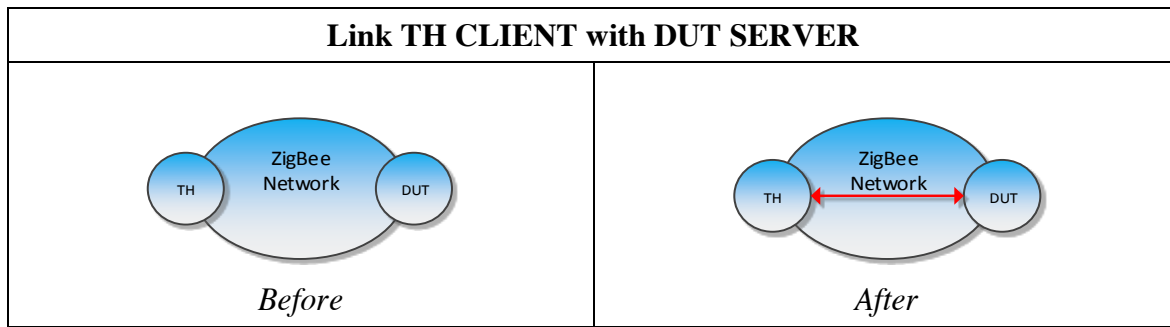 Link TH CLIENT with DUT SERVER
ZigBee
Network
TH
DUT
Before
ZigBee
Network
TH
DUT
After